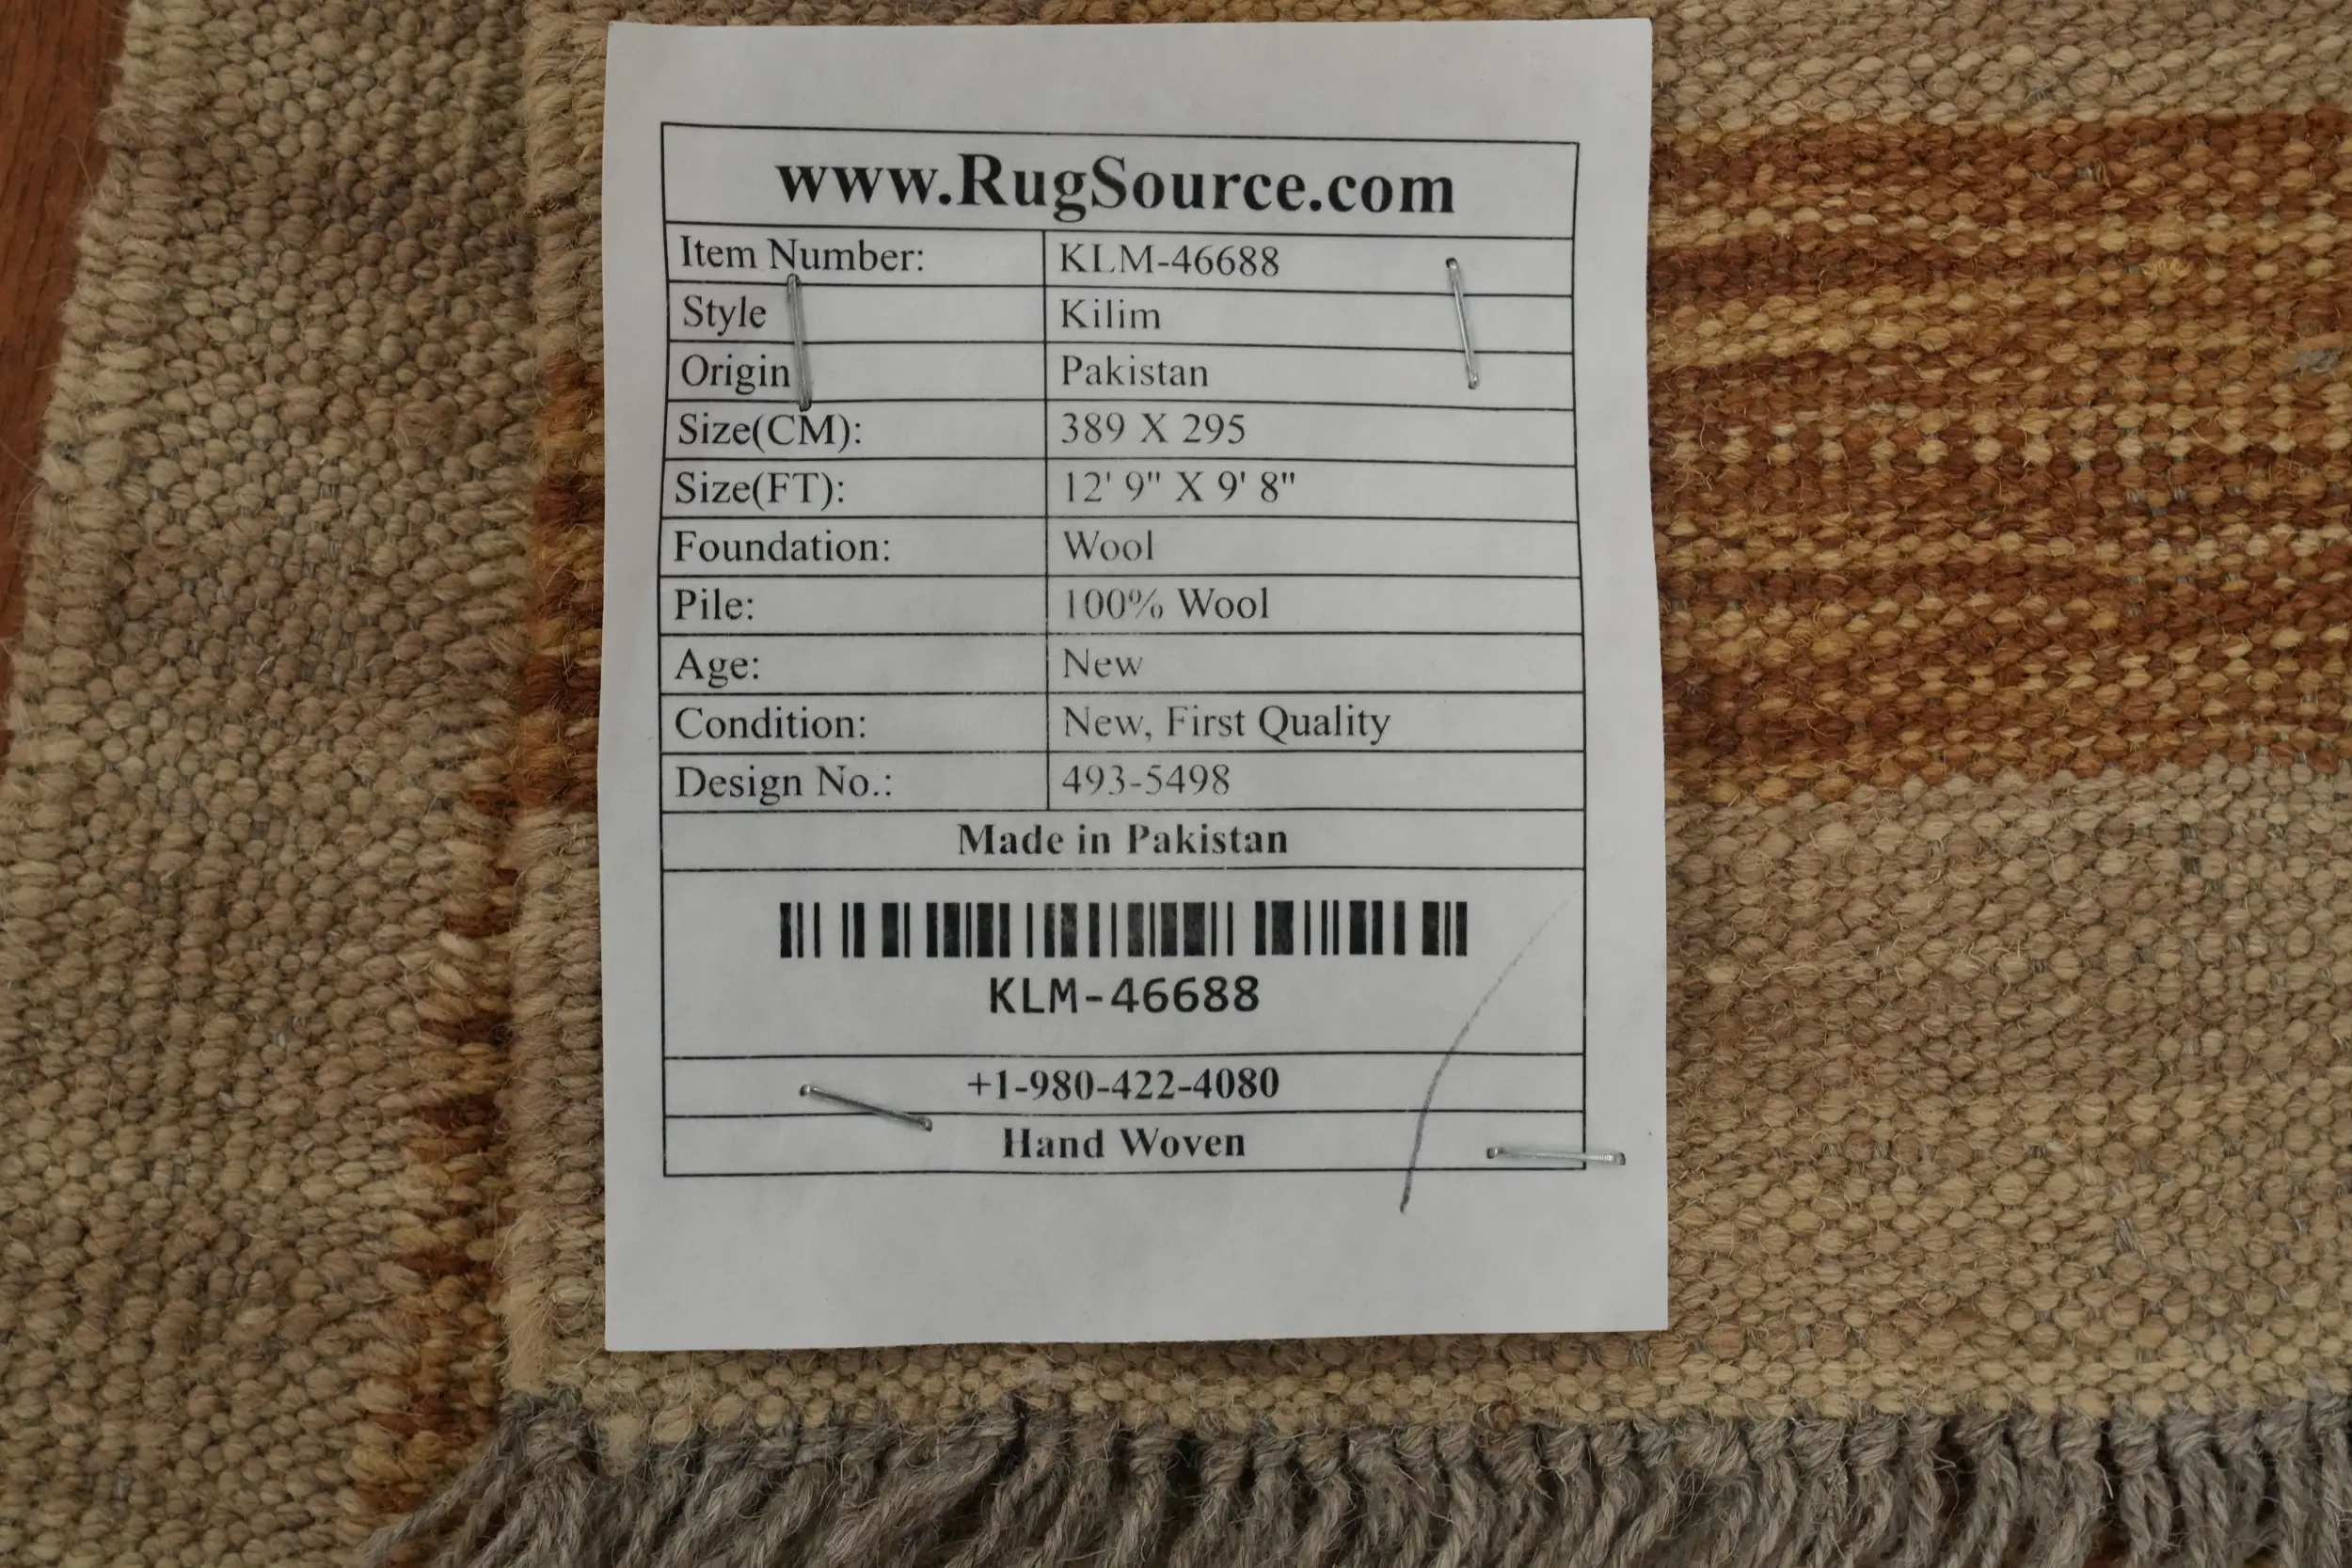 www.RugSource.com
Item Number: KLM-46688
Style Kilim
Origin Pakistan
Size(CM): 389 X 295
Size(FT): 12' 9" X 9' 8"
Foundation: Wool
Pile: 100% Wool
Age: New
Condition: New, First Quality
Design No.: 493-5498
Made in Pakistan
KLM-46688
+1-980-422-4080
Hand Woven